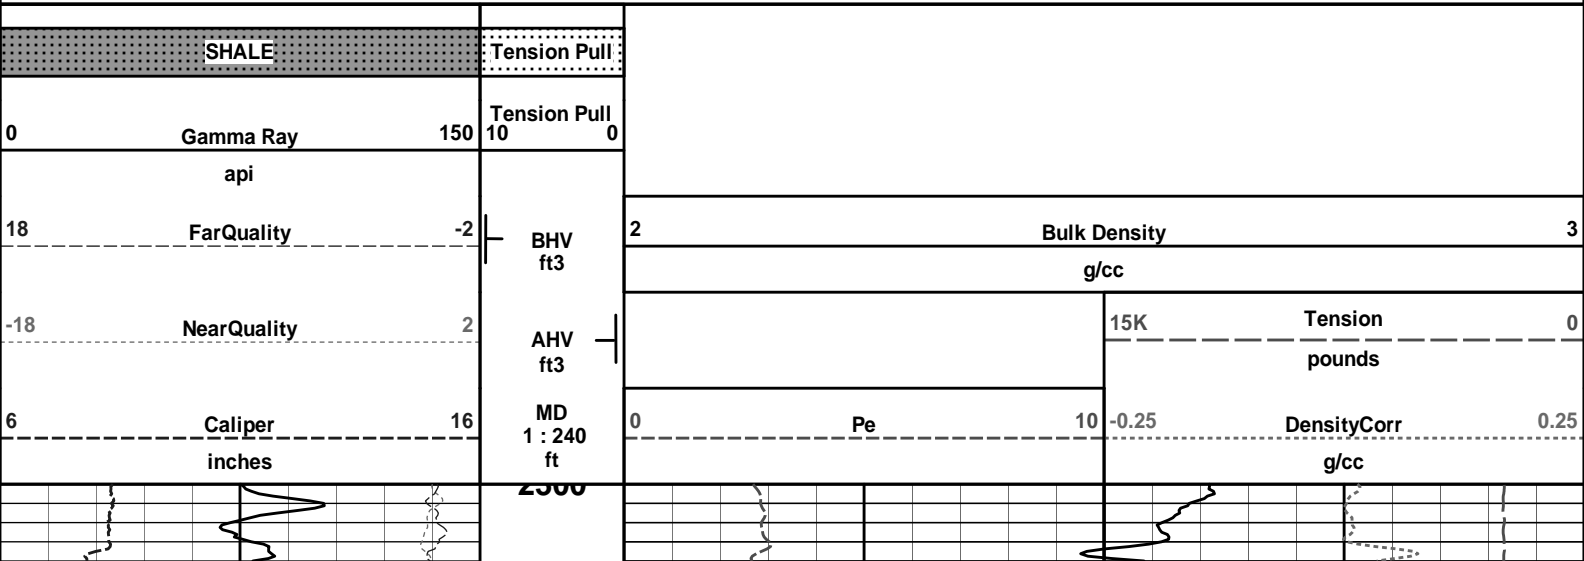 SHALE
Tension Pull
Tension Pull
0 Gamma Ray 150
10 0
api
18 FarQuality -2
BHV
ft3
2 Bulk Density 3
g/cc
-18 NearQuality 2
AHV
ft3
15K Tension 0
pounds
6 Caliper 16
inches
MD
1 : 240
ft
0 Pe 10
-0.25 DensityCorr 0.25
g/cc
2300